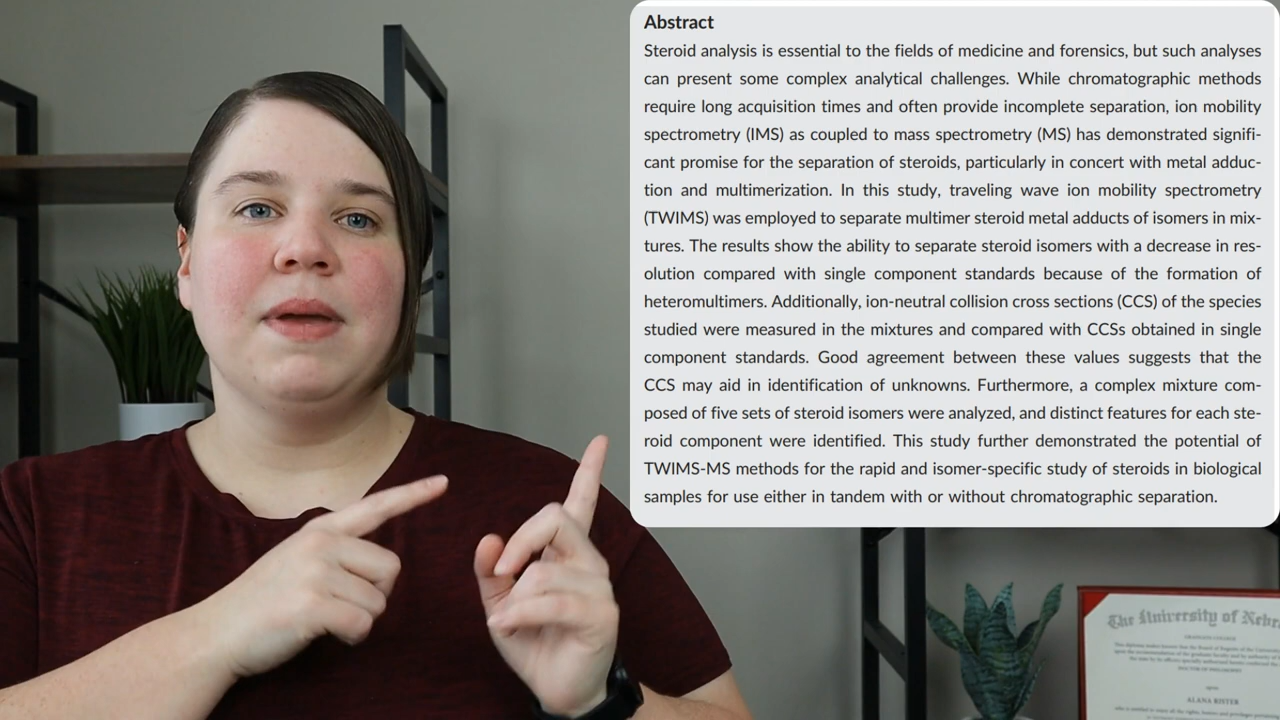 Abstract
Steroid analysis is essential to the fields of medicine and forensics, but such analyses
can present some complex analytical challenges. While chromatographic methods
require long acquisition times and often provide incomplete separation, ion mobility
spectrometry (IMS) as coupled to mass spectrometry (MS) has demonstrated signifi-
cant promise for the separation of steroids, particularly in concert with metal adduc-
tion and multimerization. In this study, traveling wave ion mobility spectrometry
(TWIMS) was employed to separate multimer steroid metal adducts of isomers in mix-
tures. The results show the ability to separate steroid isomers with a decrease in res-
olution compared with single component standards because of the formation of
heteromultimers. Additionally, ion-neutral collision cross sections (CCS) of the species
studied were measured in the mixtures and compared with CCSs obtained in single
component standards. Good agreement between these values suggests that the
CCS may aid in identification of unknowns. Furthermore, a complex mixture com-
posed of five sets of steroid isomers were analyzed, and distinct features for each ste-
roid component were identified. This study further demonstrated the potential of
TWIMS-MS methods for the rapid and isomer-specific study of steroids in biological
samples for use either in tandem with or without chromatographic separation.
The University of Nebr
GRADUATE COLLEGE
DOCTOR OF PHILOSOPHY
ALANA RISTER